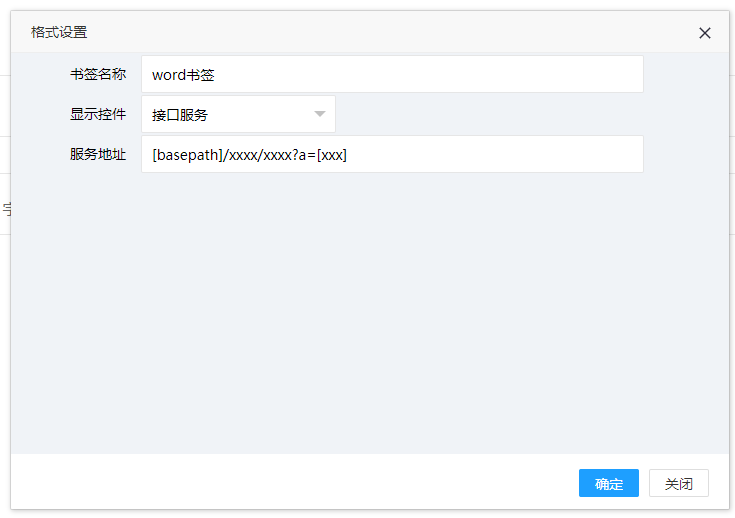 格式设置
书签名称 word书签
显示控件 接口服务
服务地址 [basepath]/xxxx/xxxx?a=[xxx]
确定 关闭